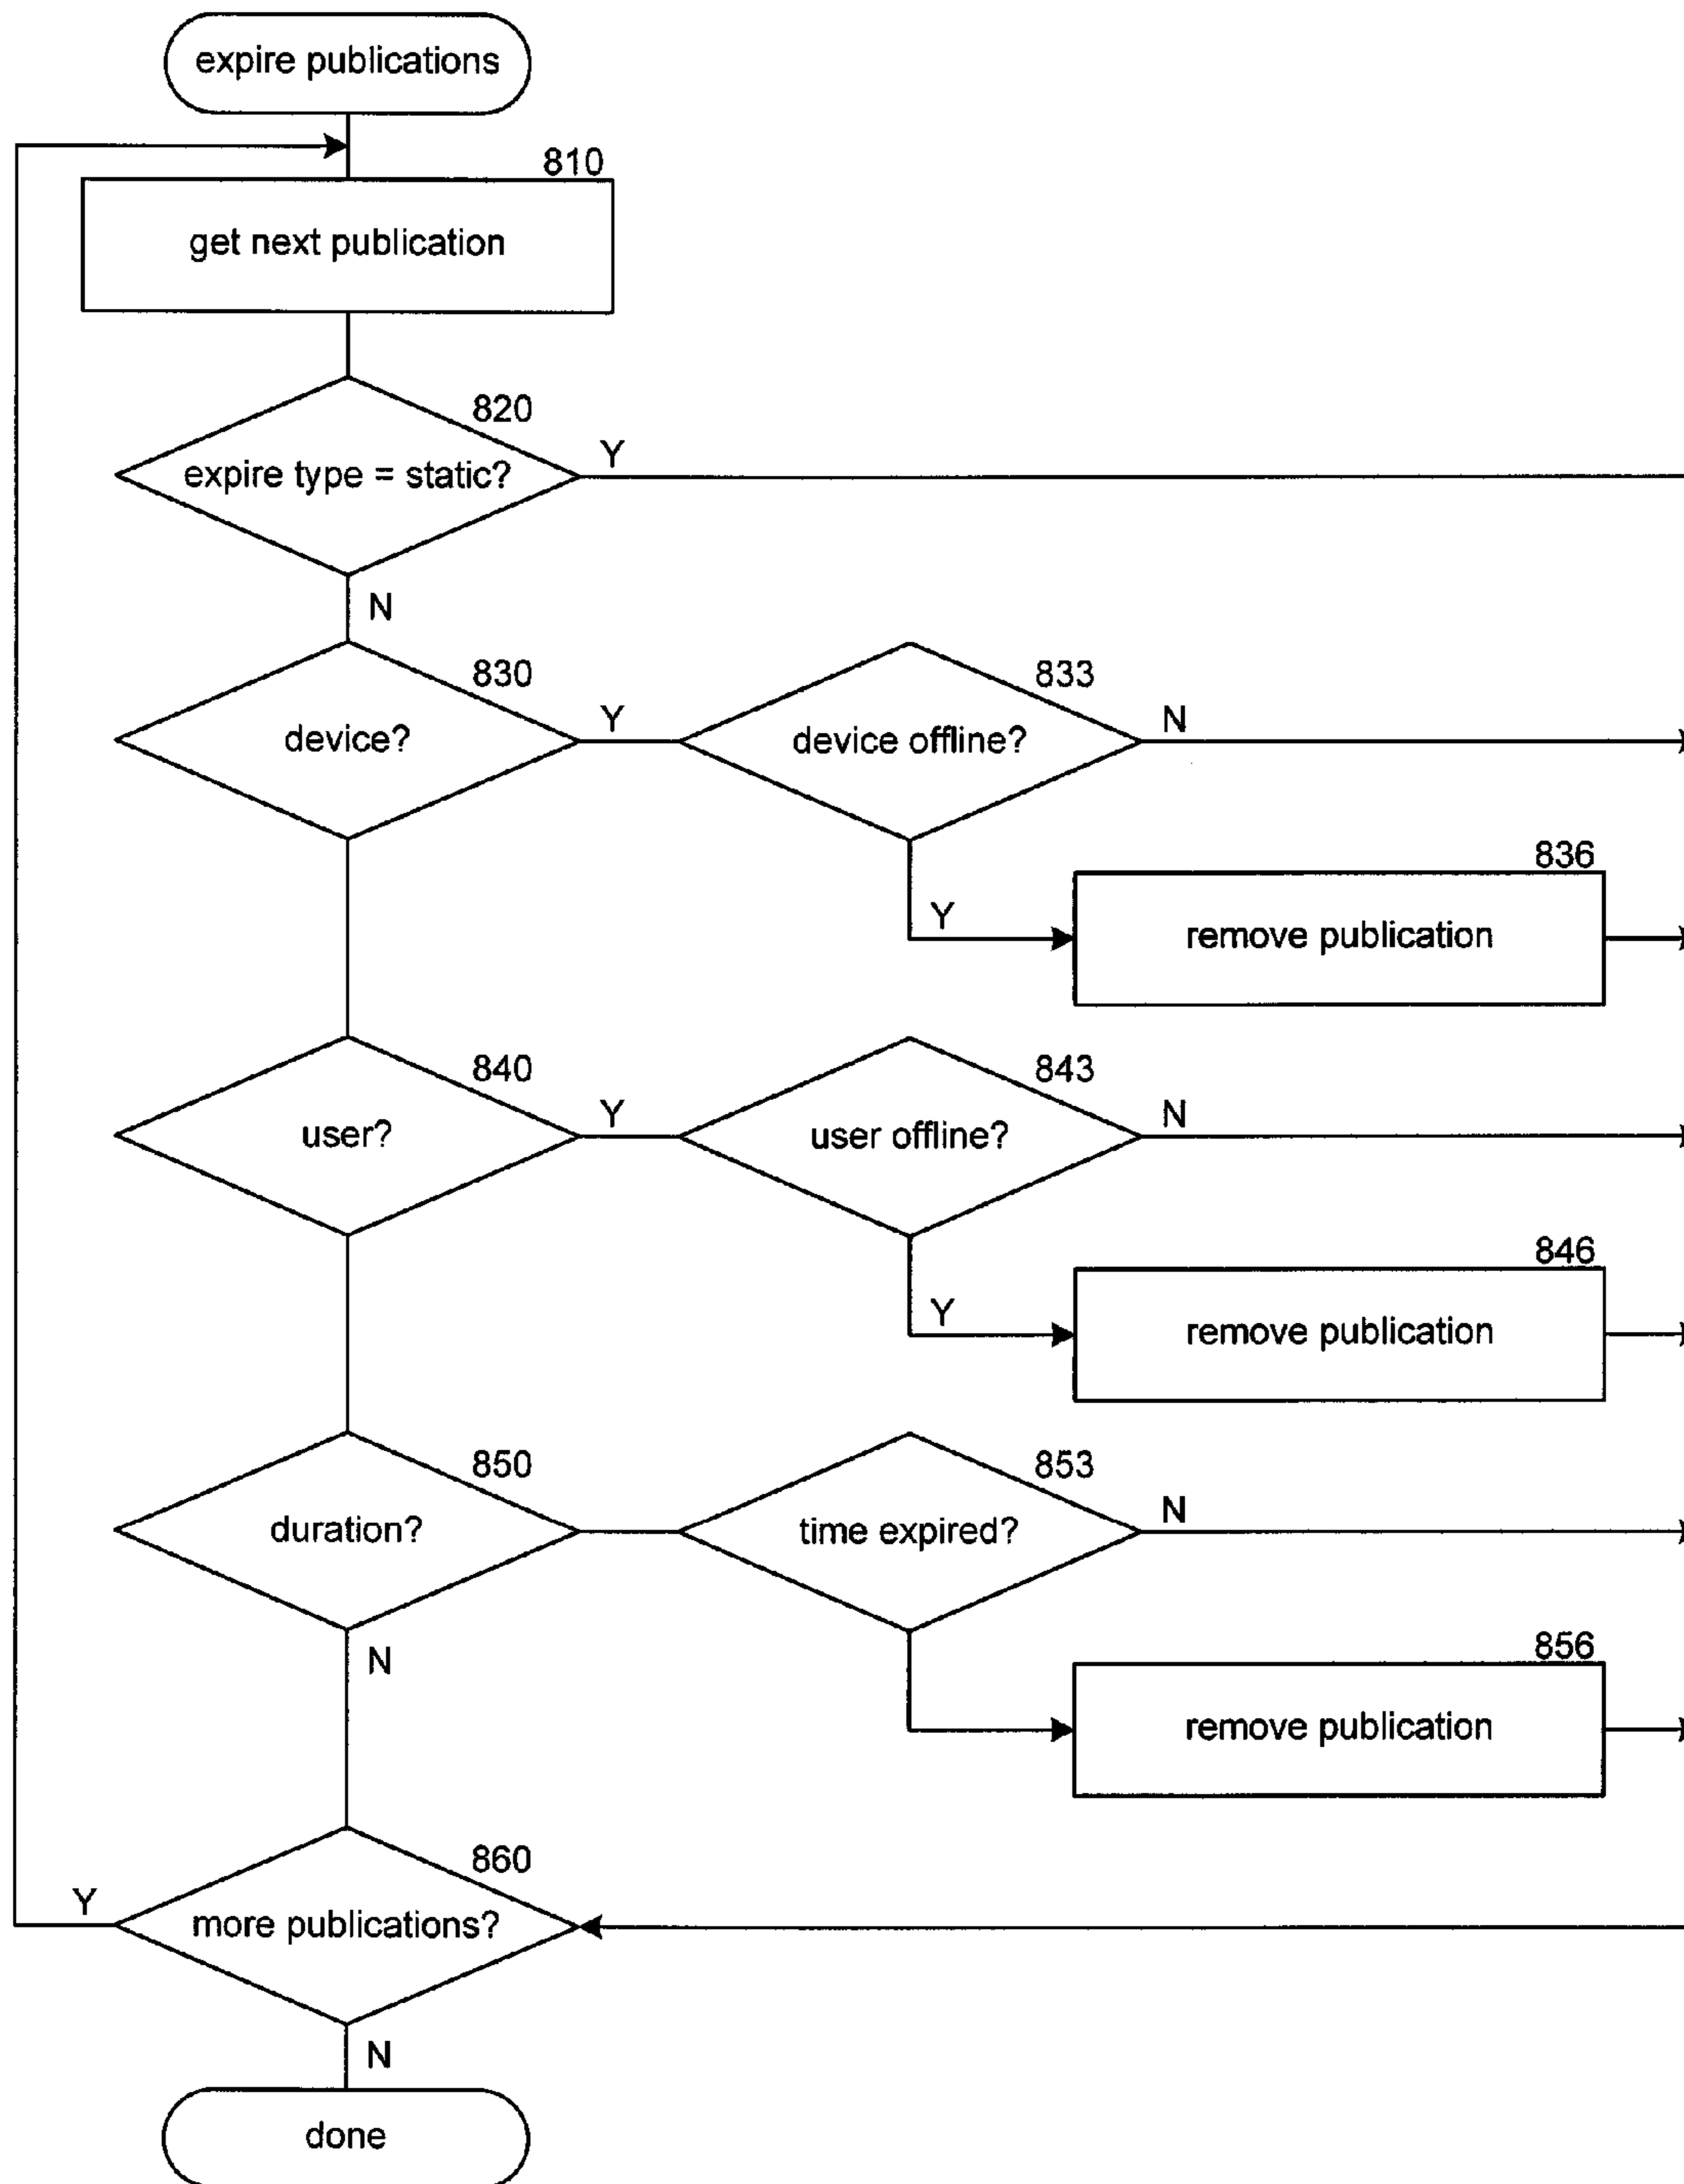 expire publications
810
get next publication
820
expire type = static?
Y
N
830
device?
Y
833
device offline?
N
Y
836
remove publication
840
user?
Y
843
user offline?
N
Y
846
remove publication
850
duration?
853
time expired?
N
N
856
remove publication
860
more publications?
Y
N
done